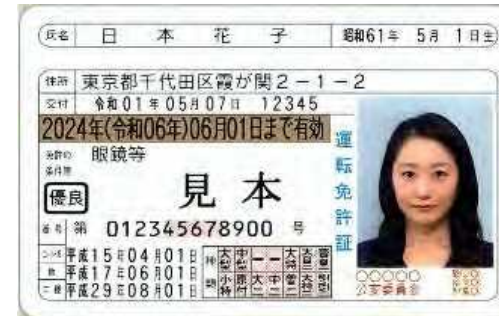 氏名 日本花子 昭和61年 5月 1日生
住所 東京都千代田区霞が関2-1-2
交付 令和01年05月07日 12345
2024年(令和06年)06月01日まで有効
免許の条件等 眼鏡等
優良
見本
番号 第 012345678900 号
平成15年04月01日
平成17年06月01日
平成29年08月01日
種類
運転免許証
公安委員会